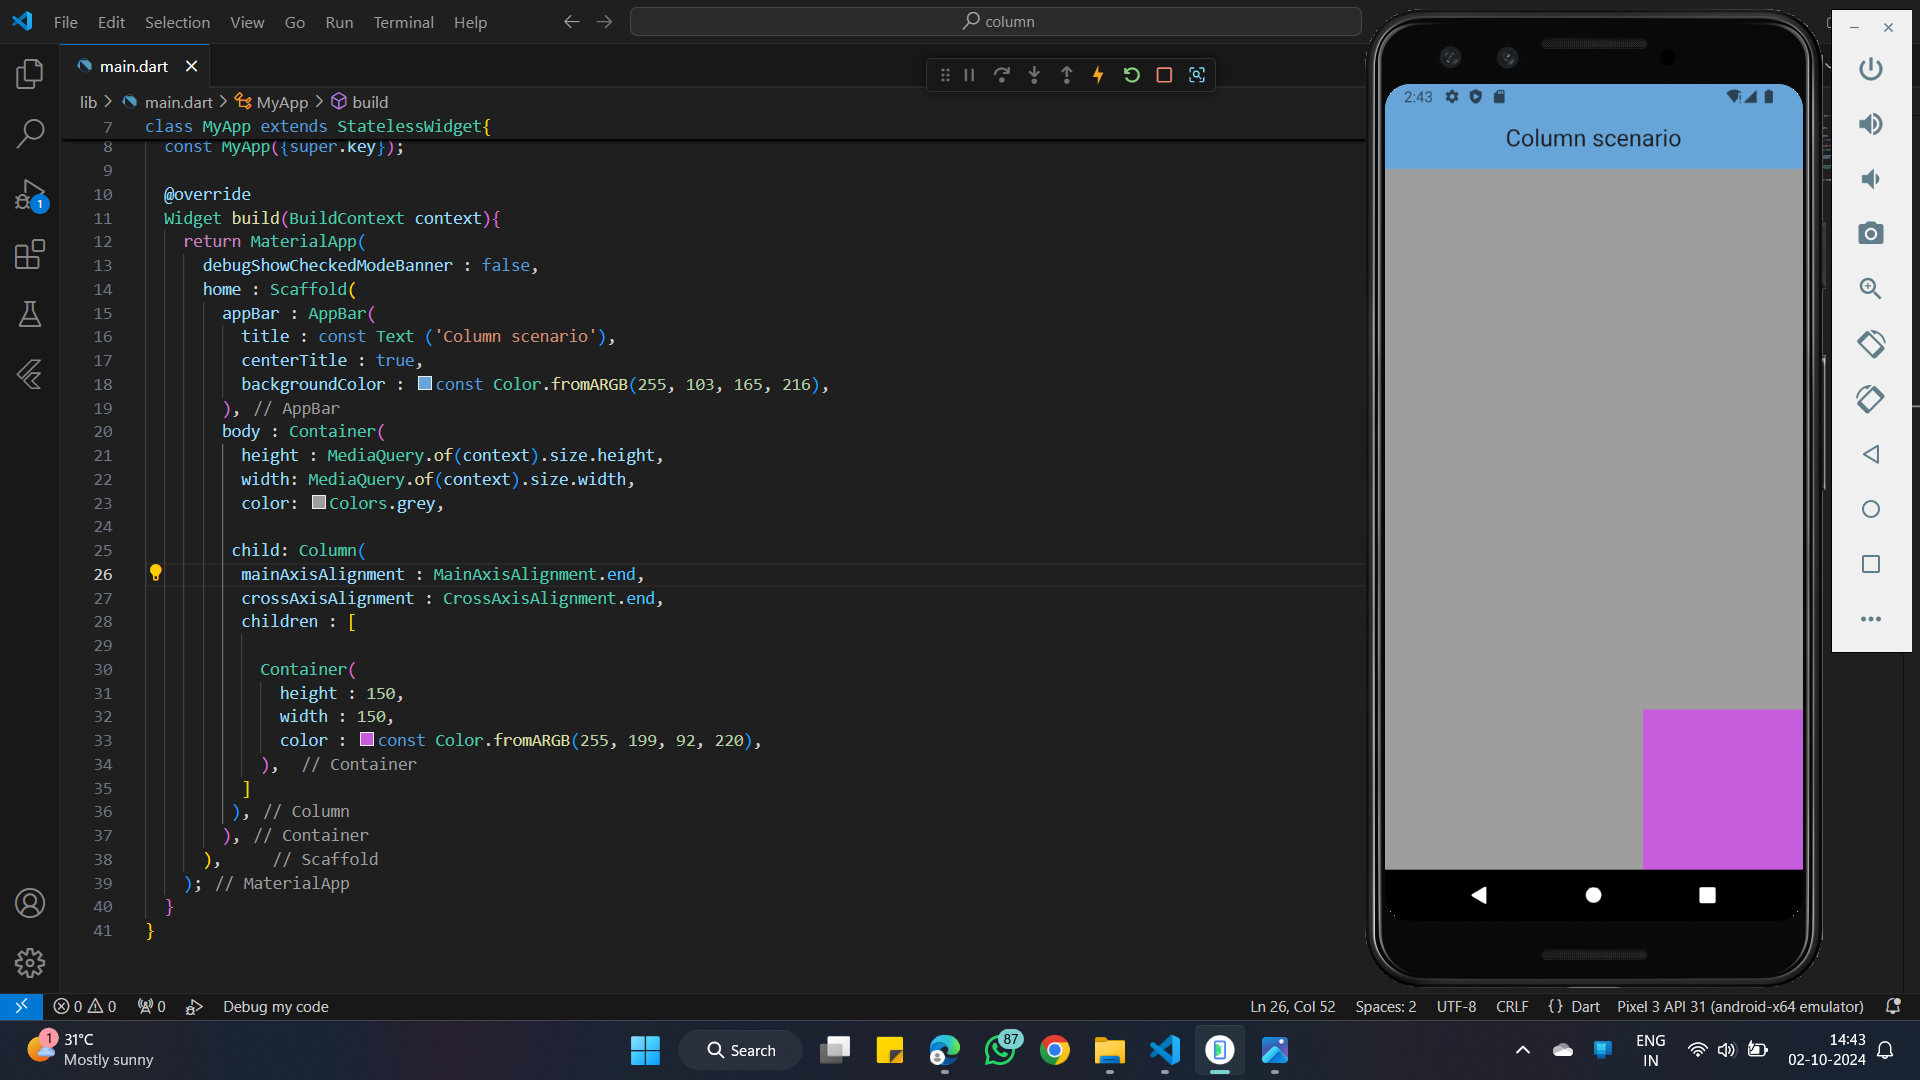 File Edit Selection View Go Run Terminal Help
column
main.dart
lib > main.dart > MyApp > build
7 class MyApp extends StatelessWidget{
8 const MyApp({super.key});
9
10 @override
11 Widget build(BuildContext context){
12 return MaterialApp(
13 debugShowCheckedModeBanner : false,
14 home : Scaffold(
15 appBar : AppBar(
16 title : const Text ('Column scenario'),
17 centerTitle : true,
18 backgroundColor : const Color.fromARGB(255, 103, 165, 216),
19 ), // AppBar
20 body : Container(
21 height : MediaQuery.of(context).size.height,
22 width: MediaQuery.of(context).size.width,
23 color: Colors.grey,
24
25 child: Column(
26 mainAxisAlignment : MainAxisAlignment.end,
27 crossAxisAlignment : CrossAxisAlignment.end,
28 children : [
29
30 Container(
31 height : 150,
32 width : 150,
33 color : const Color.fromARGB(255, 199, 92, 220),
34 ), // Container
35 ]
36 ), // Column
37 ), // Container
38 ), // Scaffold
39 ); // MaterialApp
40 }
41 }
1
2:43
Column scenario
0 0 0 Debug my code
Ln 26, Col 52 Spaces: 2 UTF-8 CRLF {} Dart Pixel 3 API 31 (android-x64 emulator)
1
31°C
Mostly sunny
Search
87
ENG
IN
14:43
02-10-2024